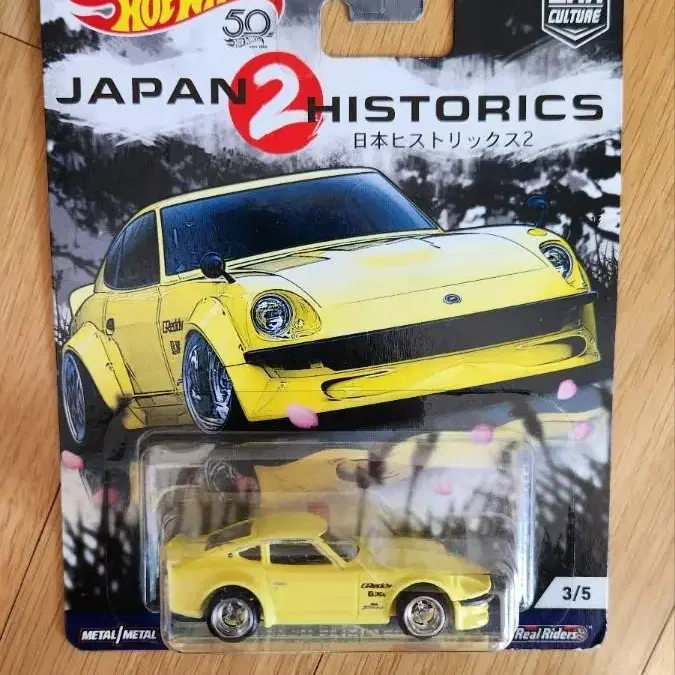 HOT WHEELS
50
CAR
CULTURE
JAPAN 2 HISTORICS
日本ヒストリックス2
GReddy
GReddy
3/5
METAL/METAL
Real Riders